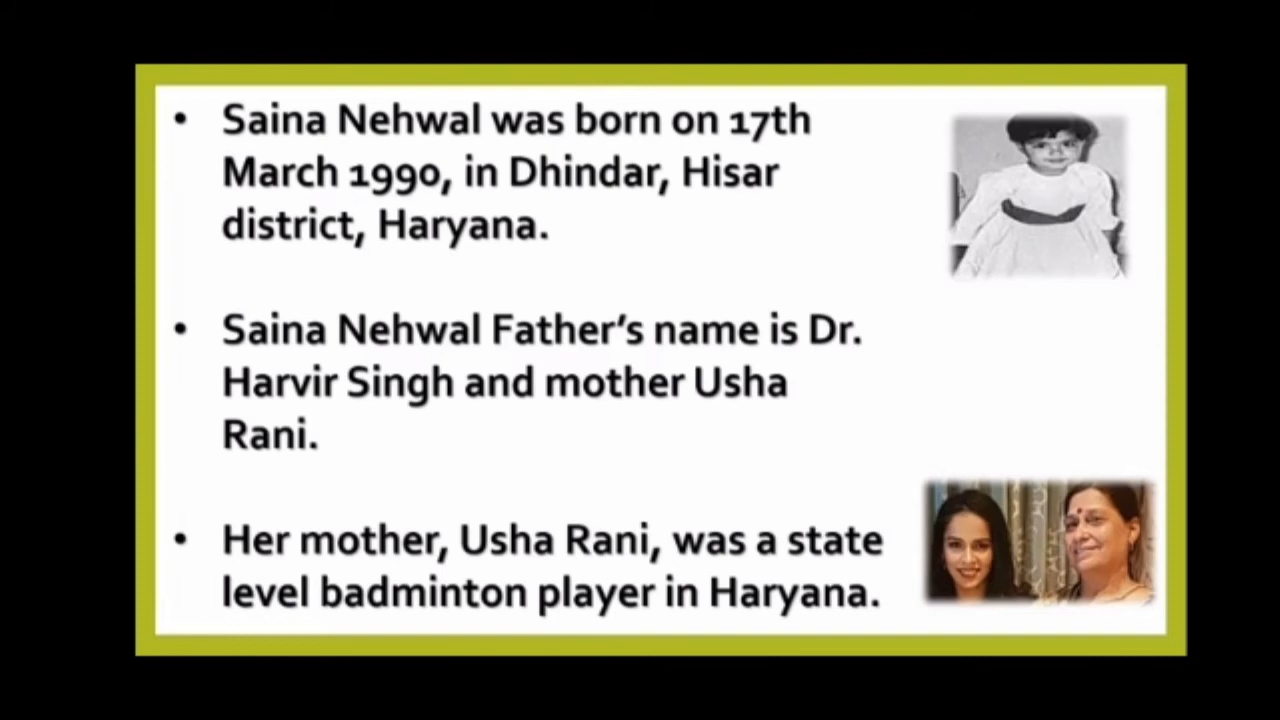 • Saina Nehwal was born on 17th
March 1990, in Dhindar, Hisar
district, Haryana.
• Saina Nehwal Father's name is Dr.
Harvir Singh and mother Usha
Rani.
• Her mother, Usha Rani, was a state
level badminton player in Haryana.